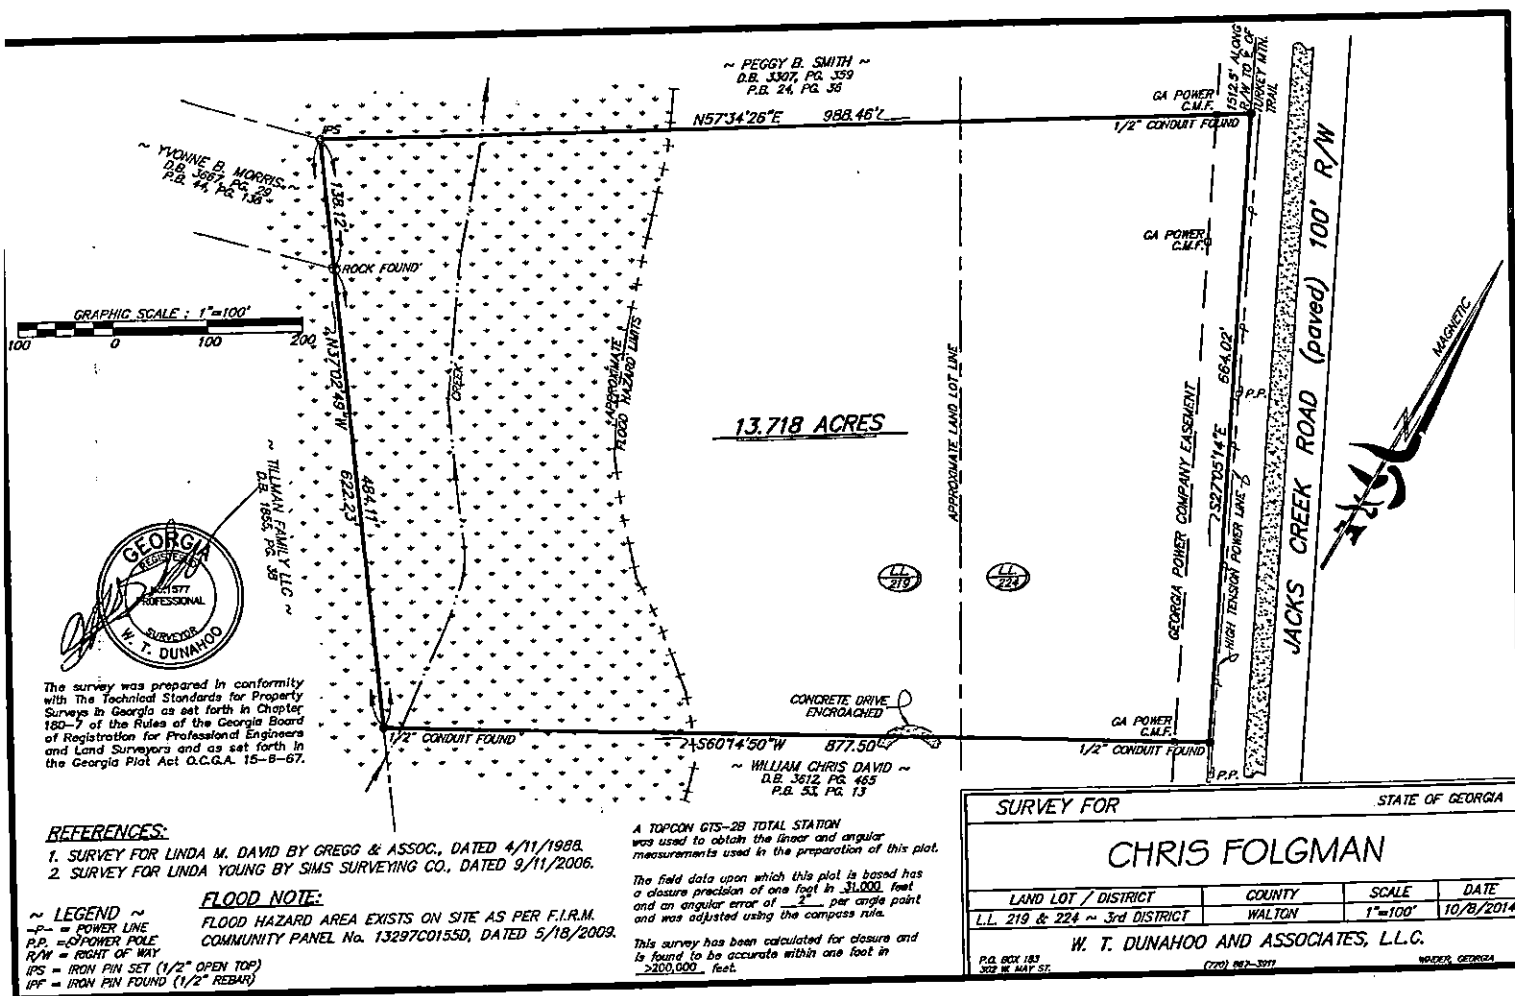 ~ PEGGY B. SMITH ~
D.B. 3307, PG. 359
P.B. 24, PG. 36
N57°34'26"E 988.46'
GA POWER
C.M.F.
1/2" CONDUIT FOUND
1512.5' ALONG
R/W TO ℄ OF
TURKEY MTN.
TRAIL
IPS
~ YVONNE B. MORRIS ~
D.B. 3667, PG. 29
P.B. 44, PG. 136
138.12'
ROCK FOUND
GRAPHIC SCALE : 1"=100'
100 0 100 200
N37°02'49"W
484.11'
622.23'
CREEK
APPROXIMATE
FLOOD HAZARD LIMITS
13.718 ACRES
APPROXIMATE LAND LOT LINE
GA POWER
C.M.F.
GEORGIA POWER COMPANY EASEMENT
664.02'
S27°05'14"E
HIGH TENSION POWER LINE
P.P.
JACKS CREEK ROAD (paved) 100' R/W
MAGNETIC
~ TILLMAN FAMILY LLC ~
D.B. 1855, PG. 38
L.L.
219
L.L.
224
GEORGIA
REGISTERED
No.1577
PROFESSIONAL
SURVEYOR
W. T. DUNAHOO
The survey was prepared in conformity
with The Technical Standards for Property
Surveys in Georgia as set forth in Chapter
180-7 of the Rules of the Georgia Board
of Registration for Professional Engineers
and Land Surveyors and as set forth in
the Georgia Plat Act O.C.G.A. 15-6-67.
CONCRETE DRIVE
ENCROACHED
GA POWER
C.M.F.
1/2" CONDUIT FOUND
1/2" CONDUIT FOUND
S60°14'50"W 877.50'
P.P.
~ WILLIAM CHRIS DAVID ~
D.B. 3612, PG. 465
P.B. 53, PG. 13
REFERENCES:
1. SURVEY FOR LINDA M. DAVID BY GREGG & ASSOC., DATED 4/11/1988.
2. SURVEY FOR LINDA YOUNG BY SIMS SURVEYING CO., DATED 9/11/2006.
FLOOD NOTE:
FLOOD HAZARD AREA EXISTS ON SITE AS PER F.I.R.M.
COMMUNITY PANEL No. 13297C0155D, DATED 5/18/2009.
~ LEGEND ~
-P- = POWER LINE
P.P. = POWER POLE
R/W = RIGHT OF WAY
IPS = IRON PIN SET (1/2" OPEN TOP)
IPF = IRON PIN FOUND (1/2" REBAR)
A TOPCON GTS-2B TOTAL STATION
was used to obtain the linear and angular
measurements used in the preparation of this plat.
The field data upon which this plat is based has
a closure precision of one foot in 31,000 feet
and an angular error of 2" per angle point
and was adjusted using the compass rule.
This survey has been calculated for closure and
is found to be accurate within one foot in
>200,000 feet.
SURVEY FOR STATE OF GEORGIA
CHRIS FOLGMAN
LAND LOT / DISTRICT COUNTY SCALE DATE
L.L. 219 & 224 ~ 3rd DISTRICT WALTON 1"=100' 10/8/2014
W. T. DUNAHOO AND ASSOCIATES, L.L.C.
P.O. BOX 183
302 W. MAY ST. (770) 867-3911 WINDER, GEORGIA